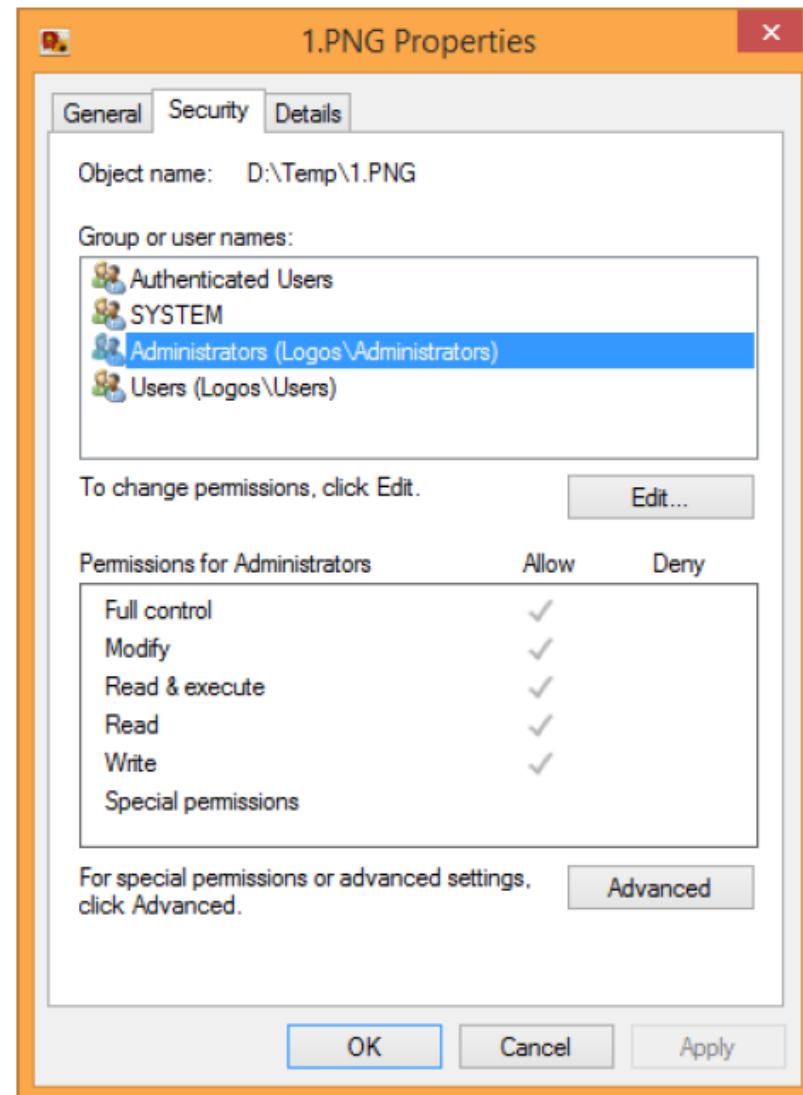 1.PNG Properties
General Security Details
Object name: D:\Temp\1.PNG
Group or user names:
Authenticated Users
SYSTEM
Administrators (Logos\Administrators)
Users (Logos\Users)
To change permissions, click Edit.
Edit...
Permissions for Administrators Allow Deny
Full control
Modify
Read & execute
Read
Write
Special permissions
For special permissions or advanced settings,
click Advanced.
Advanced
OK Cancel Apply